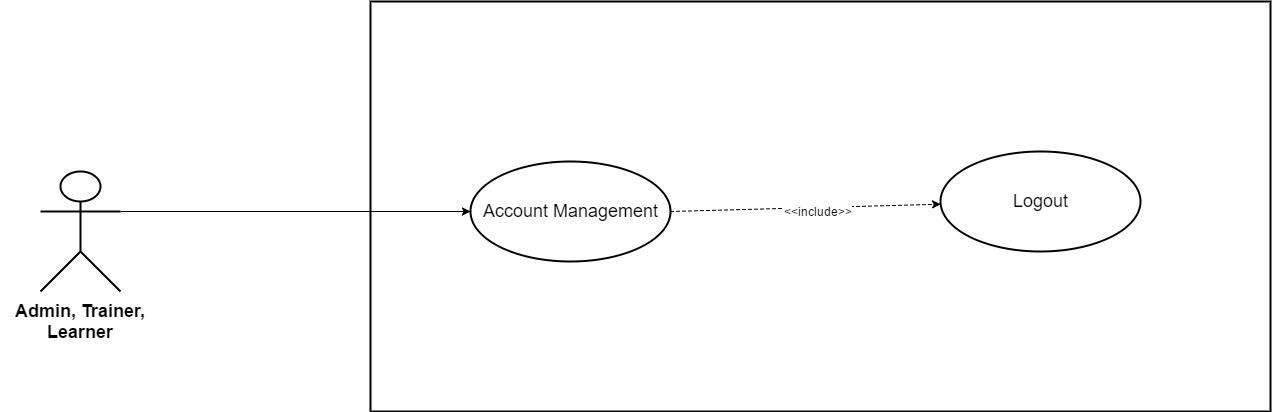 Account Management
<<include>>
Logout
Admin, Trainer,
Learner